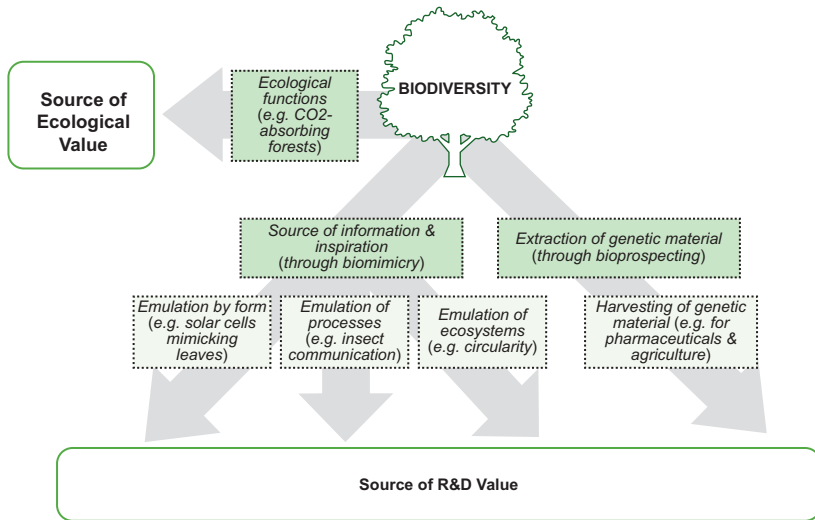 BIODIVERSITY
Source of
Ecological
Value
Ecological
functions
(e.g. CO2-
absorbing
forests)
Source of information &
inspiration
(through biomimicry)
Extraction of genetic material
(through bioprospecting)
Emulation by form
(e.g. solar cells
mimicking
leaves)
Emulation of
processes
(e.g. insect
communication)
Emulation of
ecosystems
(e.g. circularity)
Harvesting of genetic
material (e.g. for
pharmaceuticals &
agriculture)
Source of R&D Value